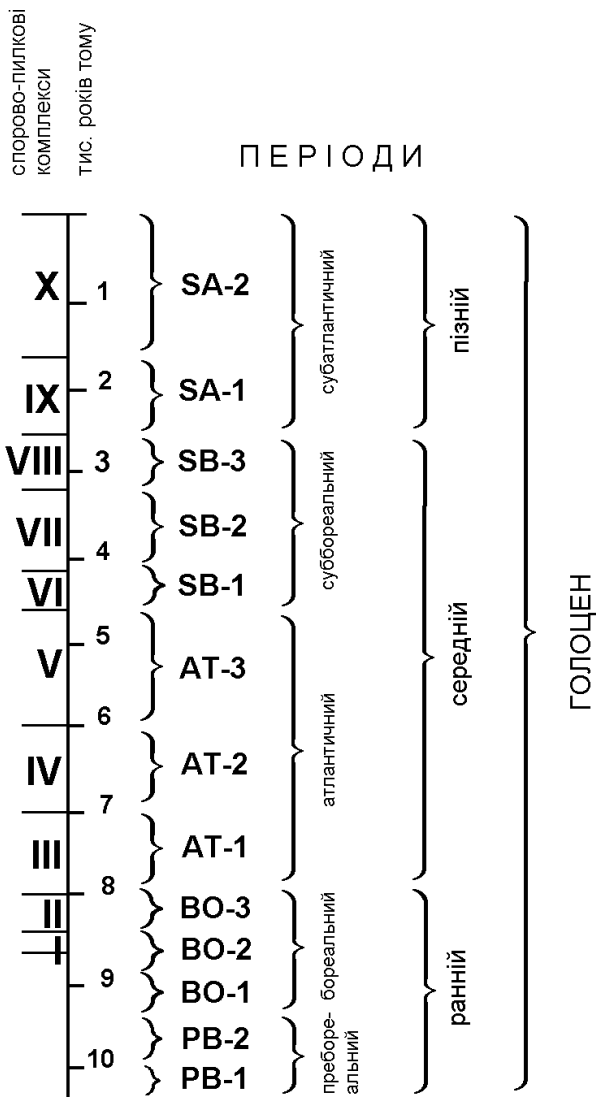 спорово-пилкові
комплекси
тис. років тому
ПЕРІОДИ
X
1
SA-2
субатлантичний
пізній
IX
2
SA-1
VIII
3
SB-3
суббореальний
VII
SB-2
4
VI
SB-1
середній
ГОЛОЦЕН
5
V
AT-3
6
атлантичний
IV
AT-2
7
III
AT-1
8
II
BO-3
бореальний
I
BO-2
9
BO-1
ранній
PB-2
преборе-
альний
10
PB-1